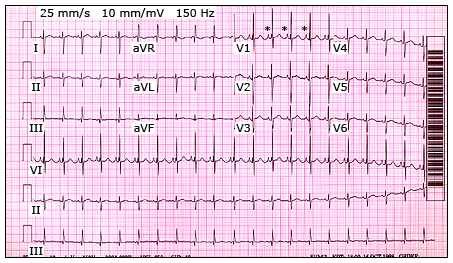 25 mm/s 10 mm/mV 150 Hz
* * *
I aVR V1 V4
II aVL V2 V5
III aVF V3 V6
VI
II
III